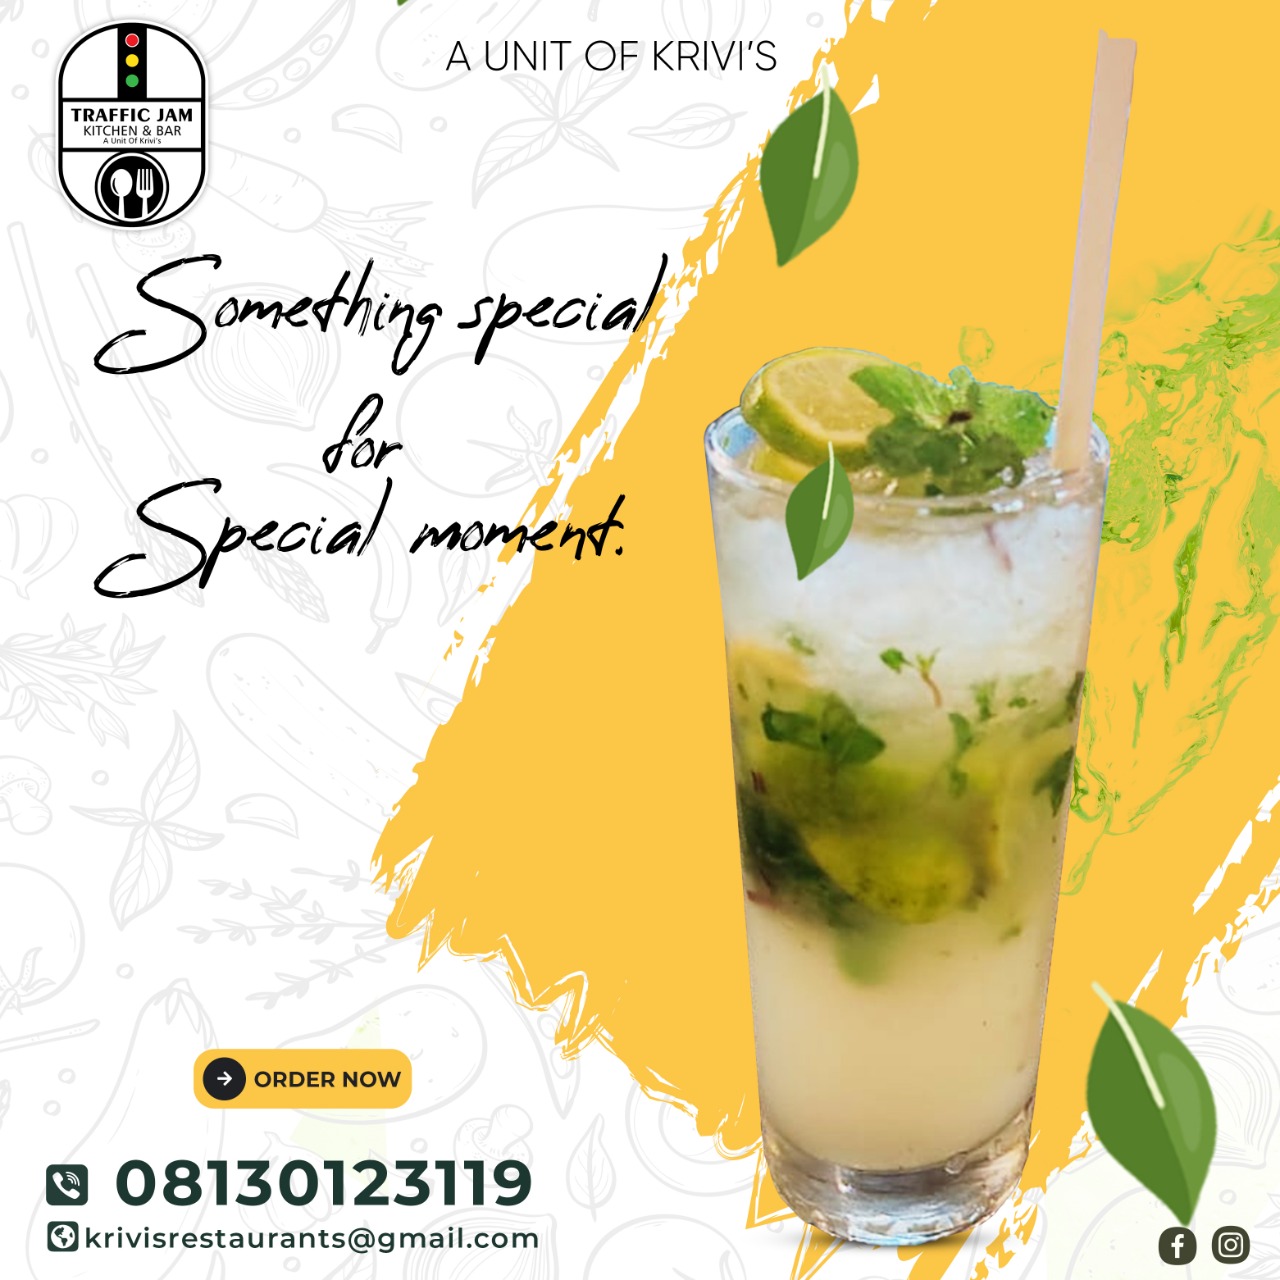 A UNIT OF KRIVI'S
TRAFFIC JAM
KITCHEN & BAR
A Unit Of Krivi's
Something special
for
Special moment.
ORDER NOW
08130123119
krivisrestaurants@gmail.com